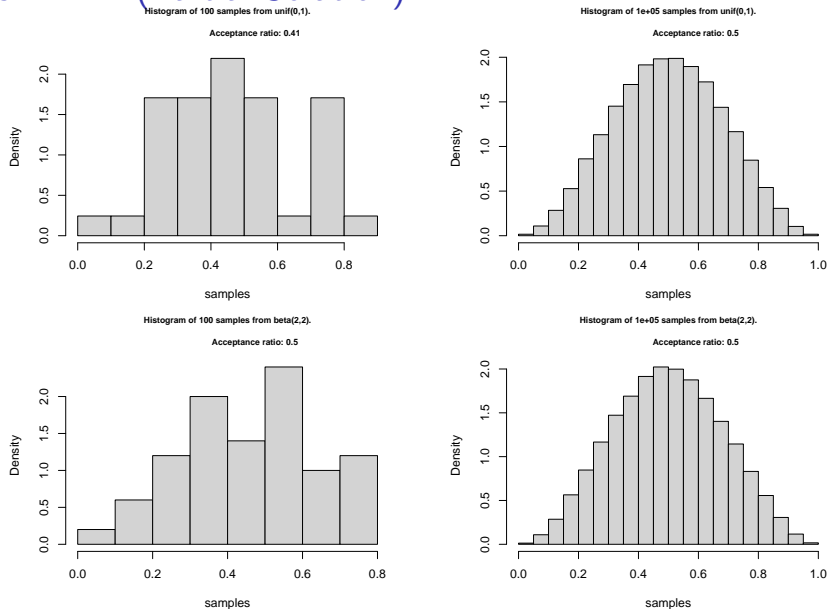 Histogram of 100 samples from unif(0,1).
Acceptance ratio: 0.41
Density
0.0 0.5 1.0 1.5 2.0
0.0 0.2 0.4 0.6 0.8
samples
Histogram of 1e+05 samples from unif(0,1).
Acceptance ratio: 0.5
Density
0.0 0.5 1.0 1.5 2.0
0.0 0.2 0.4 0.6 0.8 1.0
samples
Histogram of 100 samples from beta(2,2).
Acceptance ratio: 0.5
Density
0.0 0.5 1.0 1.5 2.0
0.0 0.2 0.4 0.6 0.8
samples
Histogram of 1e+05 samples from beta(2,2).
Acceptance ratio: 0.5
Density
0.0 0.5 1.0 1.5 2.0
0.0 0.2 0.4 0.6 0.8 1.0
samples